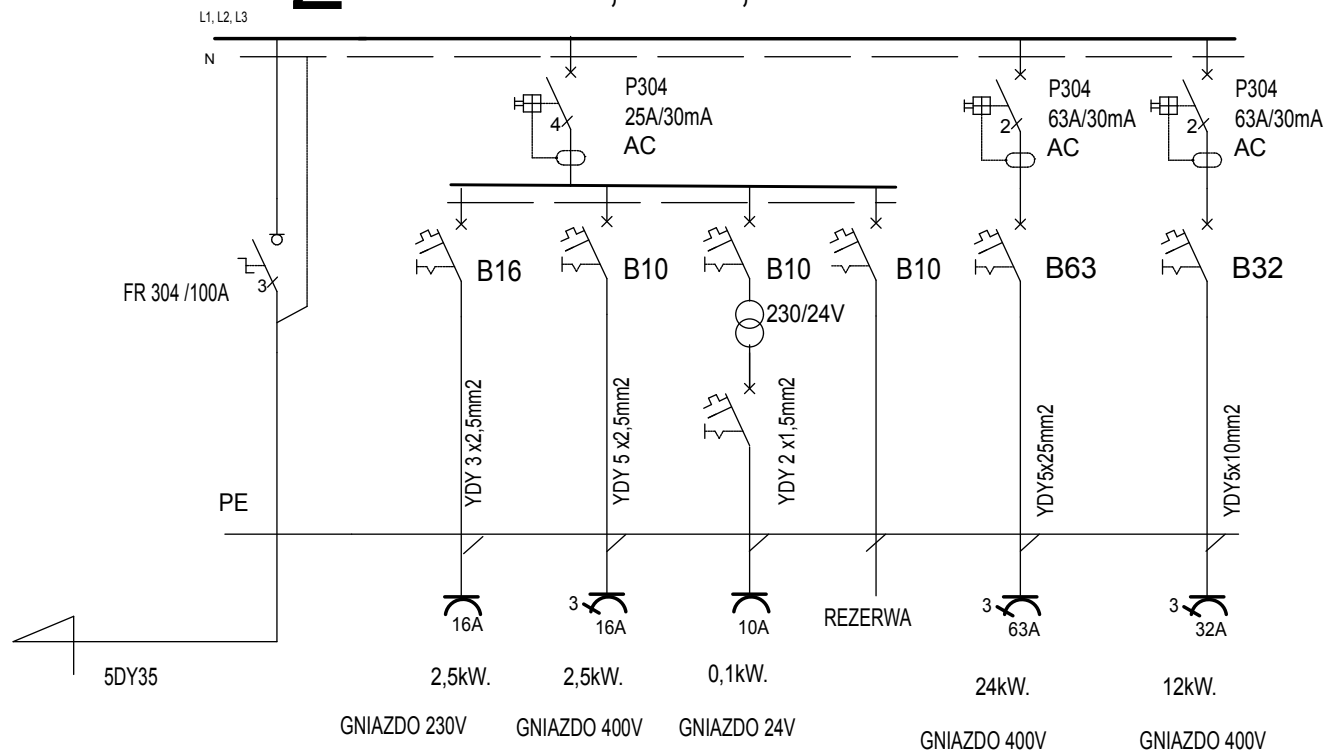 L1, L2, L3
N
P304
25A/30mA
AC
4
P304
63A/30mA
AC
2
P304
63A/30mA
AC
2
FR 304 /100A
3
B16
B10
B10
B10
B63
B32
230/24V
YDY 3 x2,5mm2
YDY 5 x2,5mm2
YDY 2 x1,5mm2
YDY5x25mm2
YDY5x10mm2
PE
16A
3
16A
10A
REZERWA
3
63A
3
32A
5DY35
2,5kW.
2,5kW.
0,1kW.
24kW.
12kW.
GNIAZDO 230V
GNIAZDO 400V
GNIAZDO 24V
GNIAZDO 400V
GNIAZDO 400V